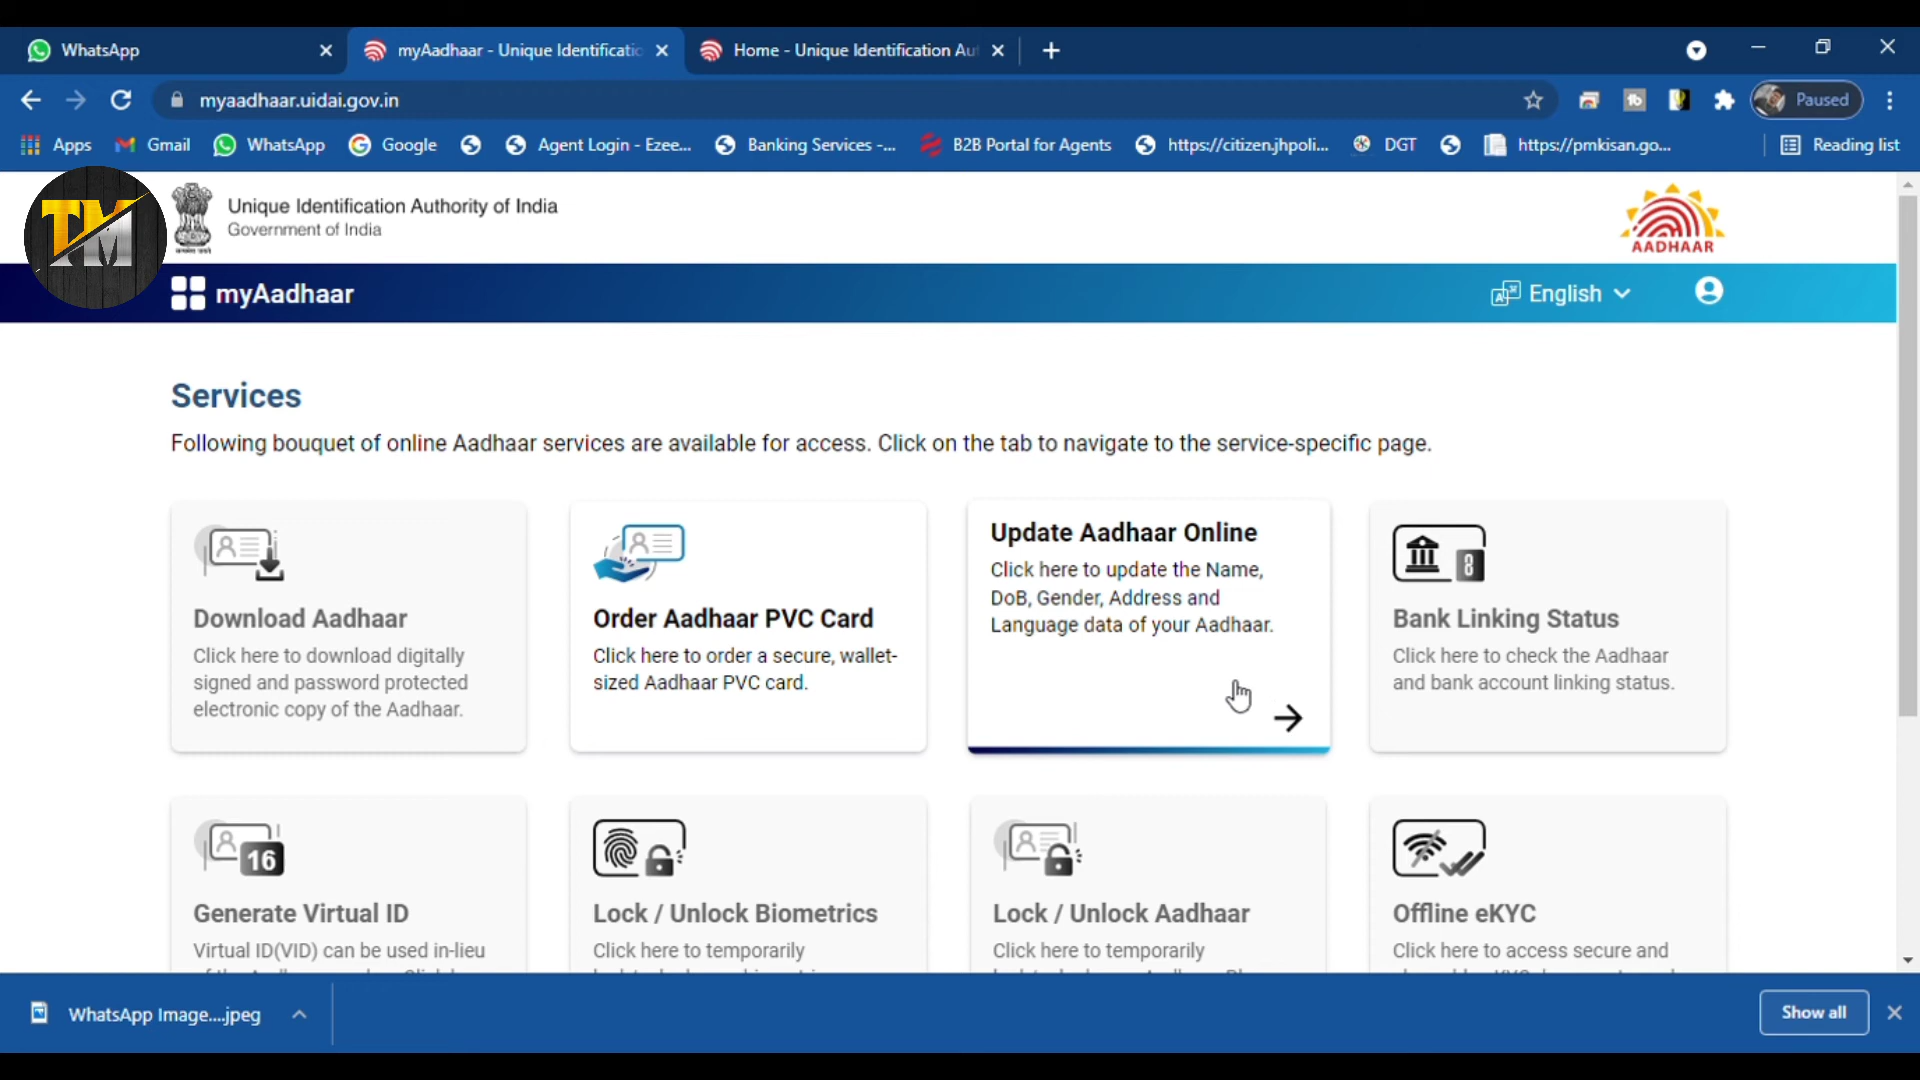 WhatsApp
myAadhaar - Unique Identificatio
Home - Unique Identification Au
myaadhaar.uidai.gov.in
Paused
Apps
Gmail
WhatsApp
Google
Agent Login - Ezee...
Banking Services -...
B2B Portal for Agents
https://citizen.jhpoli...
DGT
https://pmkisan.go...
Reading list
TM
Unique Identification Authority of India
Government of India
AADHAAR
myAadhaar
English
Services
Following bouquet of online Aadhaar services are available for access. Click on the tab to navigate to the service-specific page.
Download Aadhaar
Click here to download digitally
signed and password protected
electronic copy of the Aadhaar.
Order Aadhaar PVC Card
Click here to order a secure, wallet-
sized Aadhaar PVC card.
Update Aadhaar Online
Click here to update the Name,
DoB, Gender, Address and
Language data of your Aadhaar.
Bank Linking Status
Click here to check the Aadhaar
and bank account linking status.
16
Generate Virtual ID
Virtual ID(VID) can be used in-lieu
Lock / Unlock Biometrics
Click here to temporarily
Lock / Unlock Aadhaar
Click here to temporarily
Offline eKYC
Click here to access secure and
WhatsApp Image....jpeg
Show all